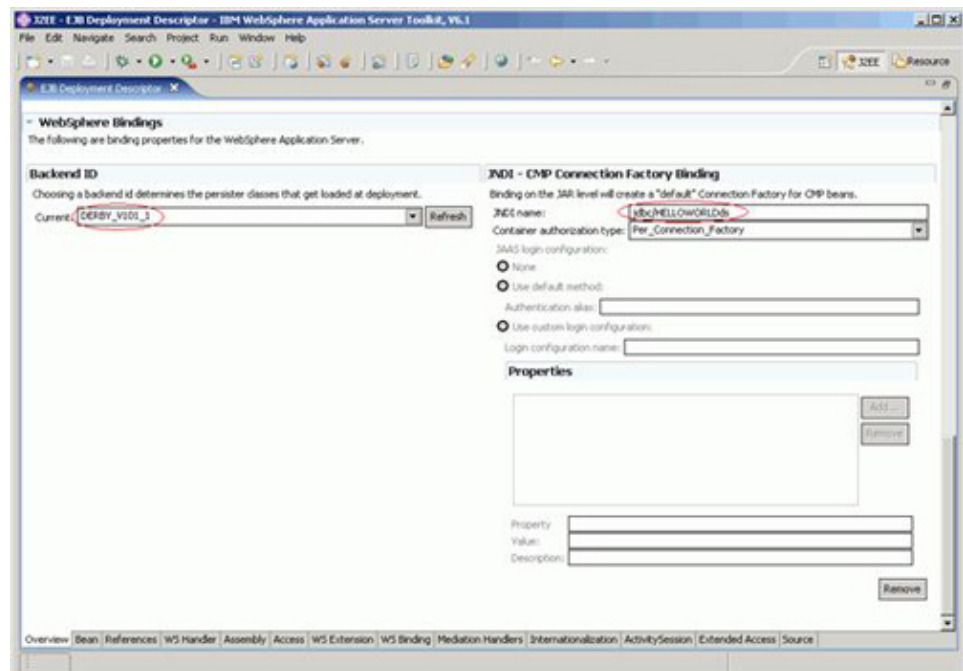 J2EE - EJB Deployment Descriptor - IBM WebSphere Application Server Toolkit, V6.1
File Edit Navigate Search Project Run Window Help
J2EE Resource
EJB Deployment Descriptor
WebSphere Bindings
The following are binding properties for the WebSphere Application Server.
Backend ID
Choosing a backend id determines the persister classes that get loaded at deployment.
Current: DERBY_V101_1 Refresh
JNDI - CMP Connection Factory Binding
Binding on the JAR level will create a "default" Connection Factory for CMP beans.
JNDI name: jdbc/HELLOWORLDds
Container authorization type: Per_Connection_Factory
JAAS login configuration:
None
Use default method:
Authentication alias:
Use custom login configuration:
Login configuration name:
Properties
Add...
Remove
Property
Value:
Description:
Remove
Overview Bean References WS Handler Assembly Access WS Extension WS Binding Mediation Handlers Internationalization ActivitySession Extended Access Source